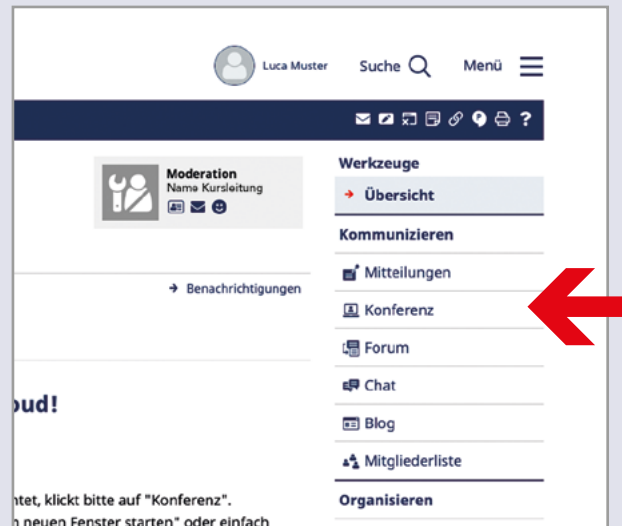 Luca Muster Suche Menü
?
Werkzeuge
Moderation
Name Kursleitung
Übersicht
Kommunizieren
Mitteilungen
Benachrichtigungen
Konferenz
Forum
Chat
oud!
Blog
Mitgliederliste
ntet, klickt bitte auf "Konferenz".
Organisieren
n neuen Fenster starten" oder einfach